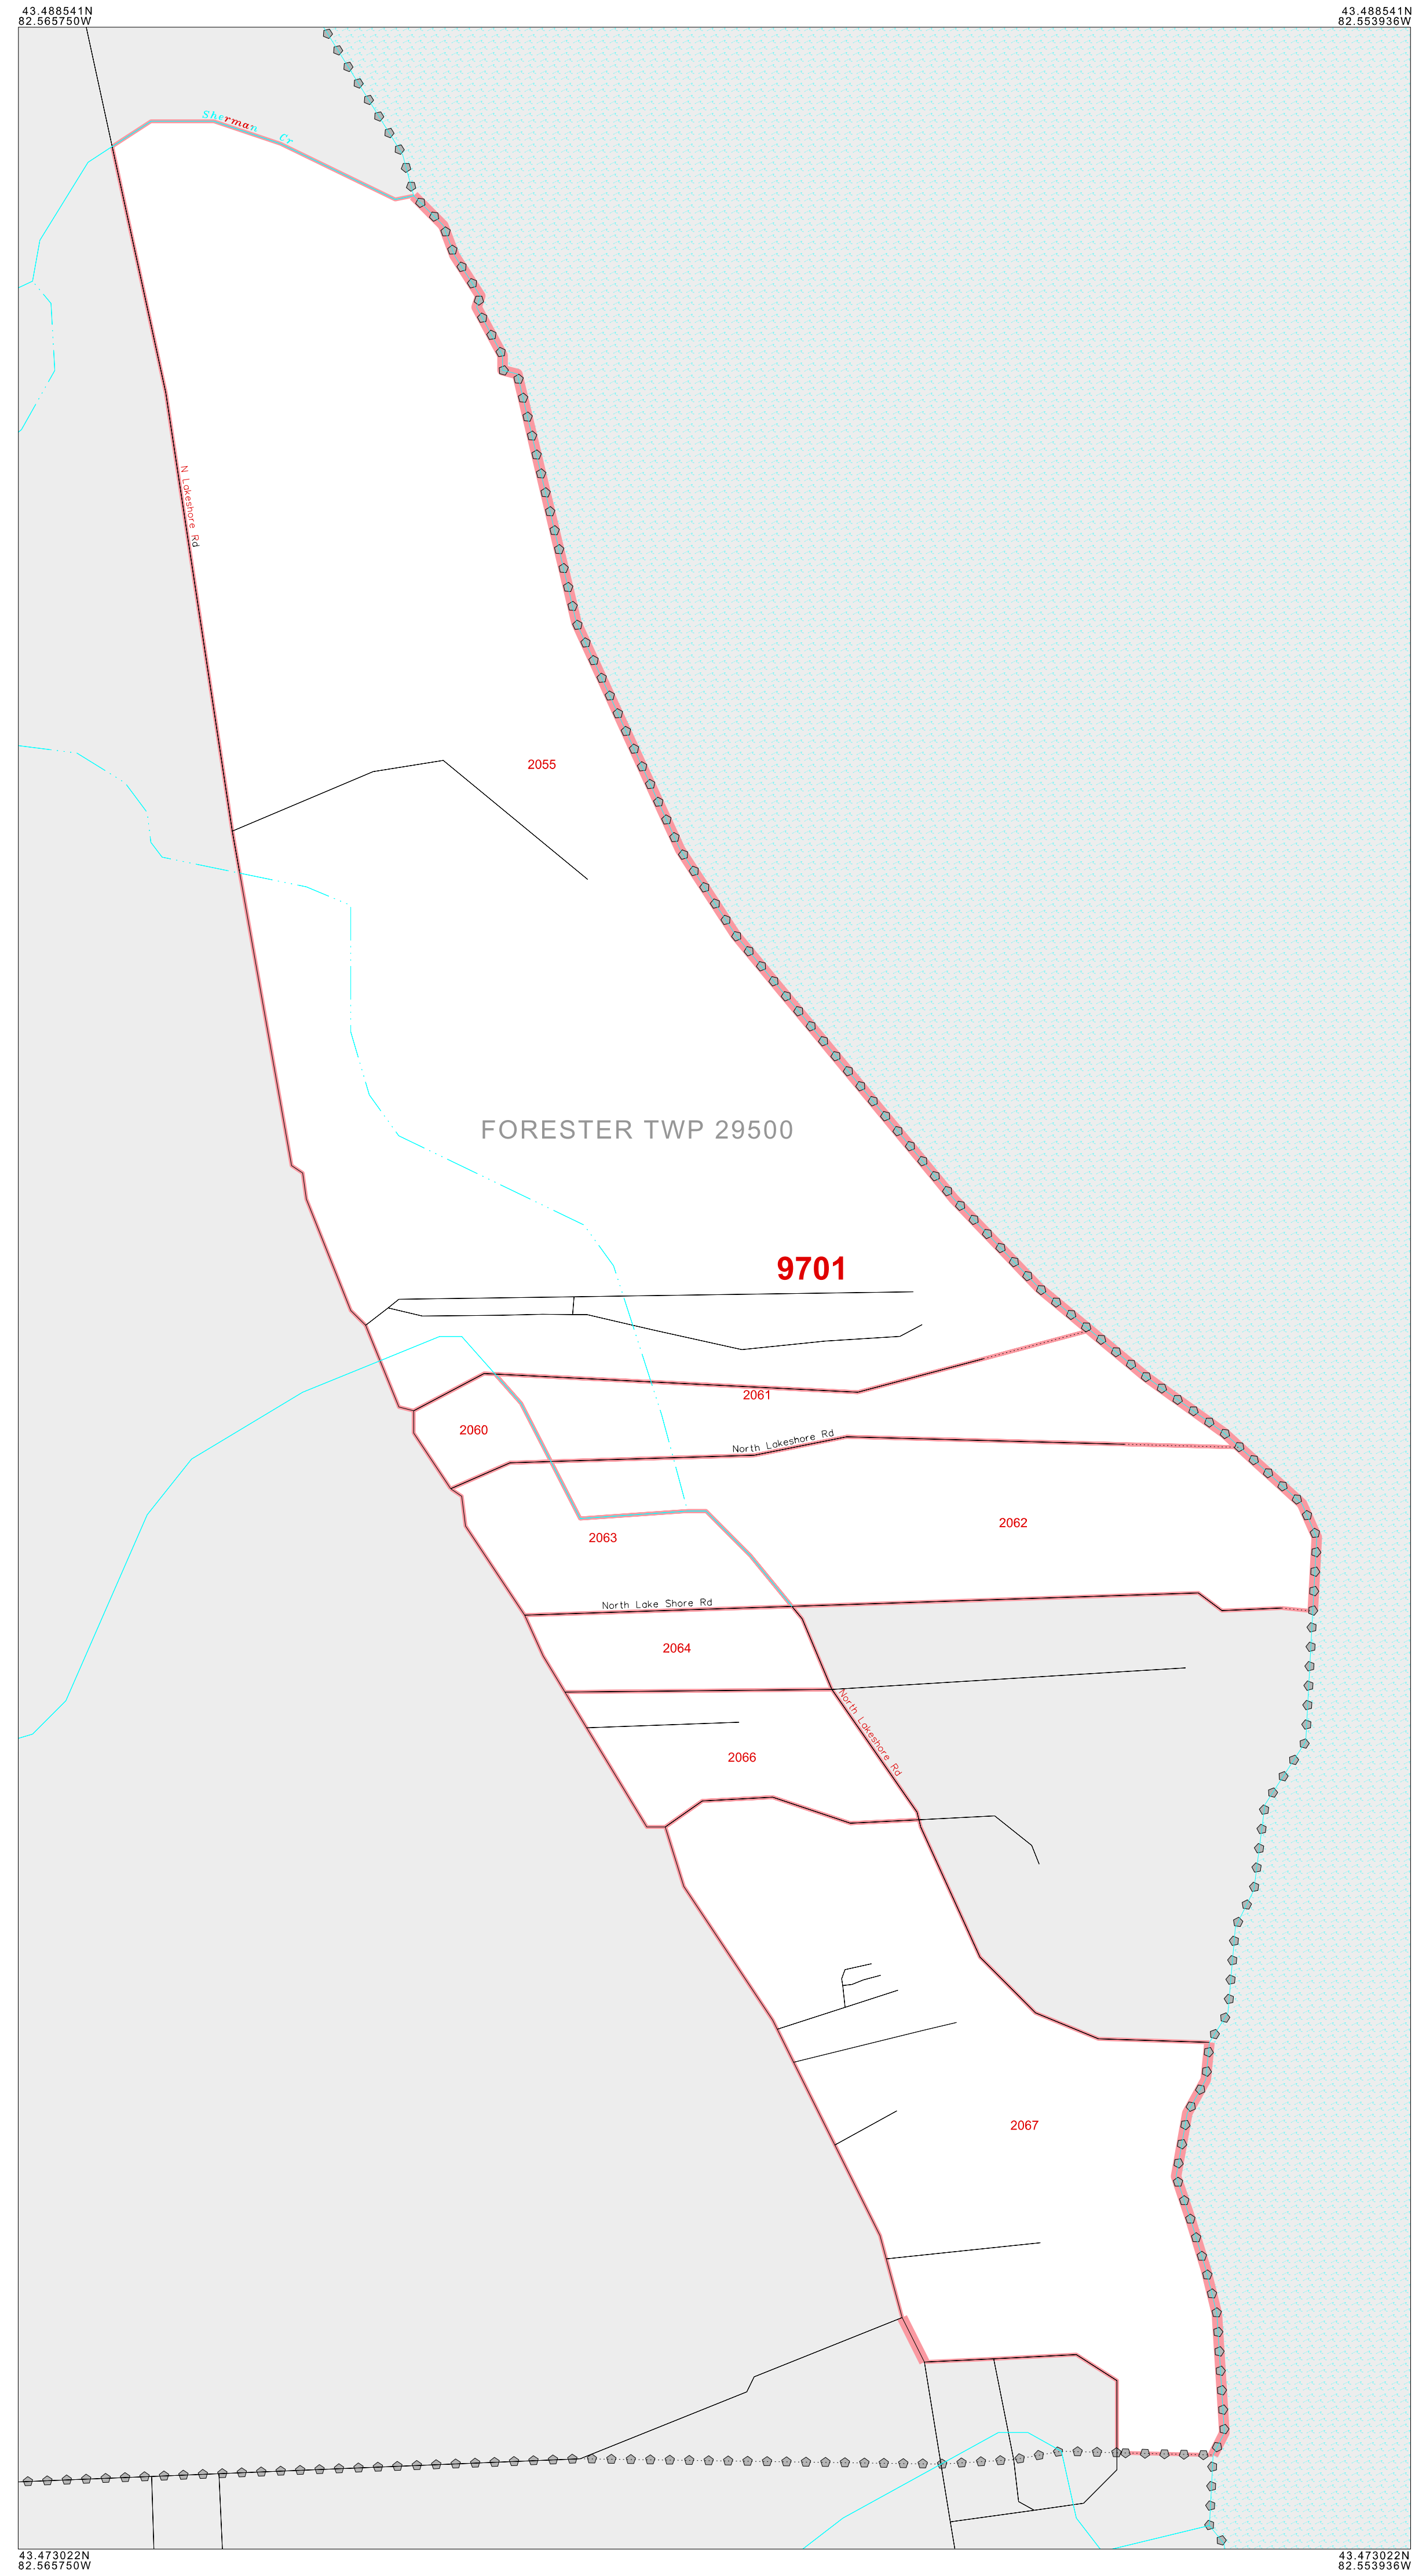 43.488541N
82.565750W
43.488541N
82.553936W
Sherman Cr
N Lakeshore Rd
2055
FORESTER TWP 29500
9701
2061
2060
North Lakeshore Rd
2062
2063
North Lake Shore Rd
2064
North Lakeshore Rd
2066
2067
43.473022N
82.565750W
43.473022N
82.553936W